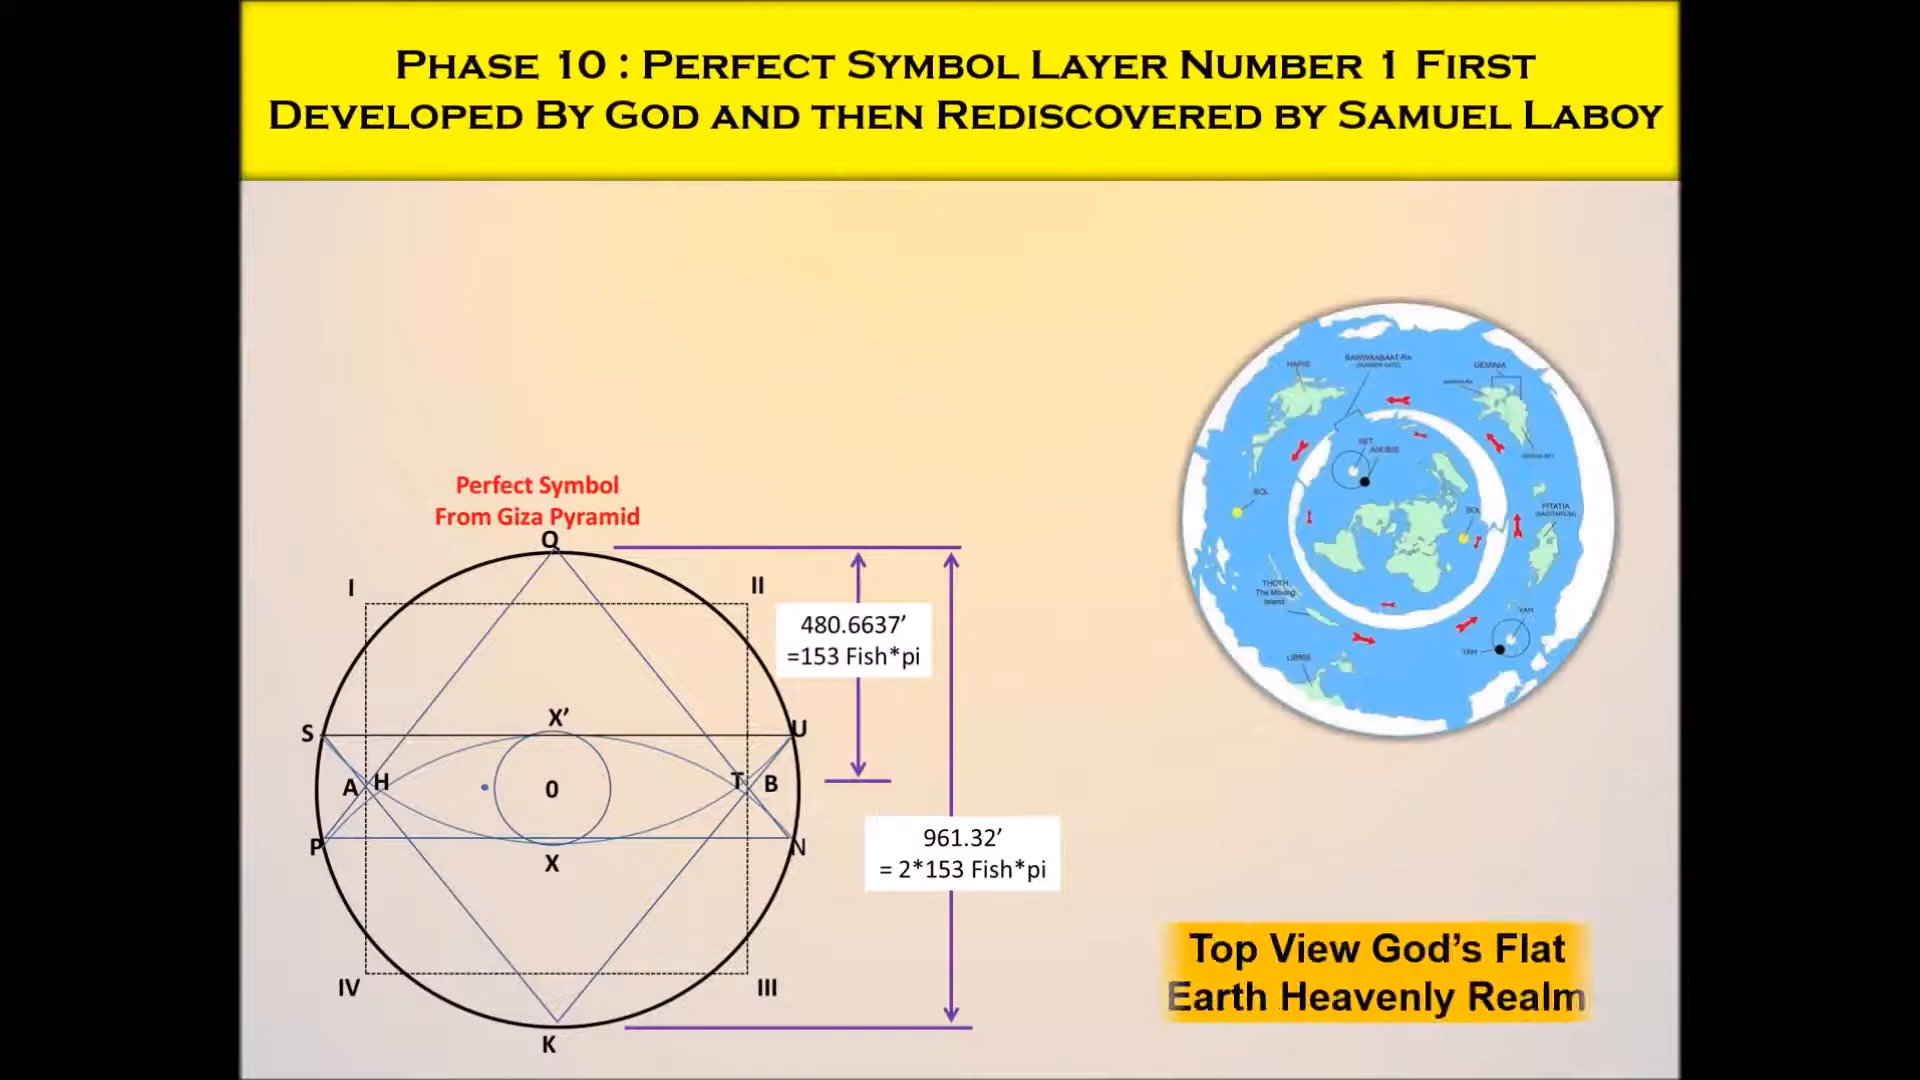 Phase 10 : Perfect Symbol Layer Number 1 First
Developed By God and then Rediscovered by Samuel Laboy
Perfect Symbol
From Giza Pyramid
Q
I
II
480.6637’
=153 Fish*pi
S
X’
U
A
H
0
T
B
P
X
N
961.32’
= 2*153 Fish*pi
IV
III
K
HAPIS
GEMINIA
SET
ANUBIS
SOL
SOL
THOTH
The Moving
Island
YAH
YAH
LIBRIS
Top View God’s Flat
Earth Heavenly Realm